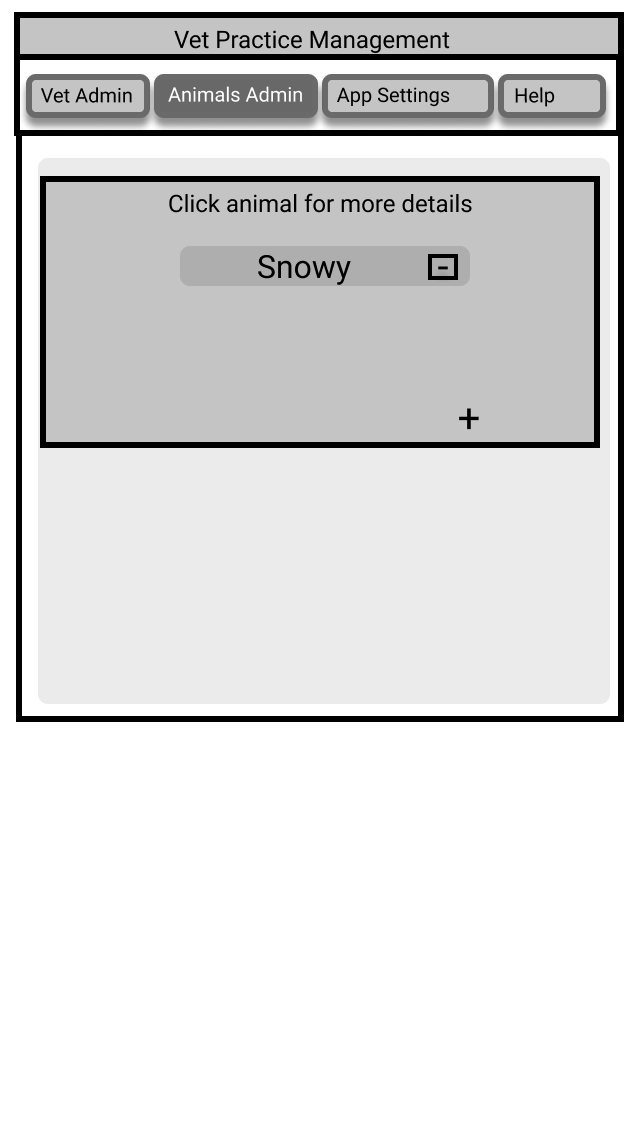 Vet Practice Management
Vet Admin Animals Admin App Settings Help
Click animal for more details
Snowy -
+